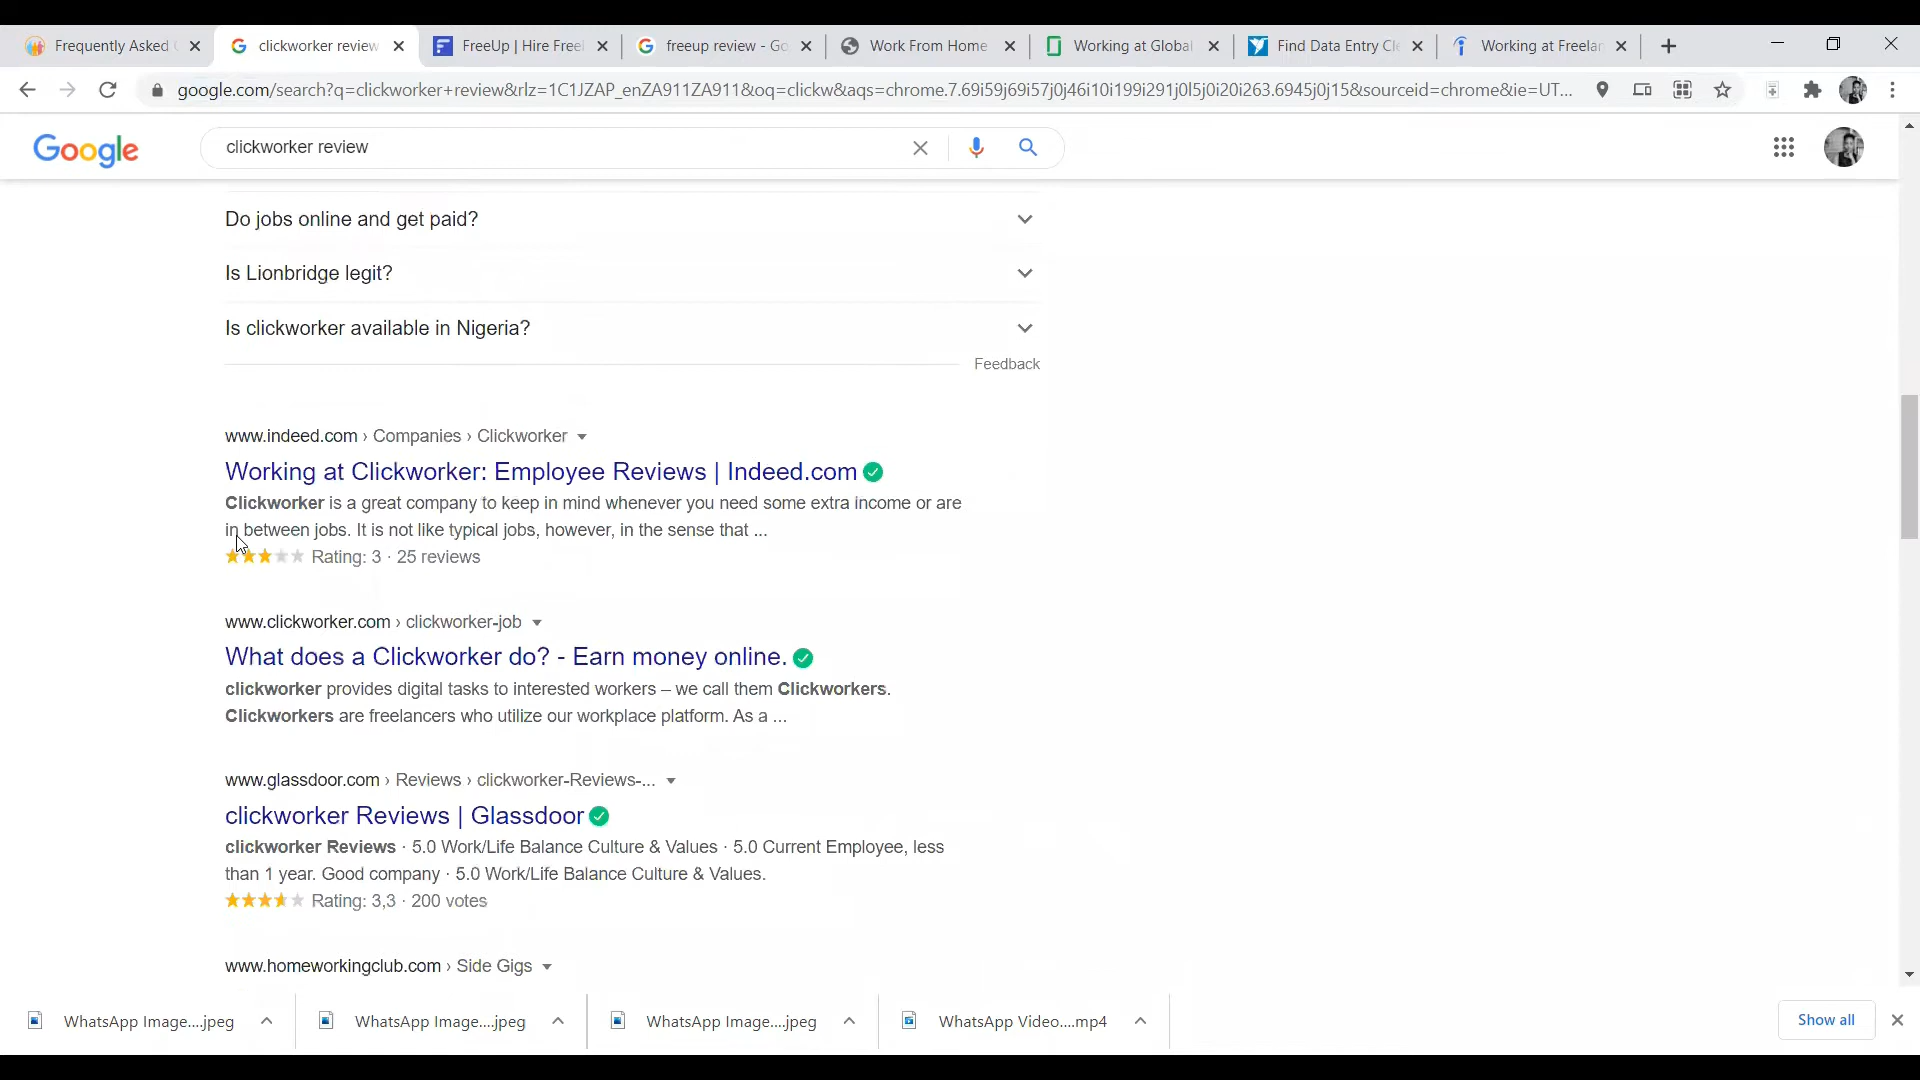 Frequently Asked
clickworker review
FreeUp | Hire Free
freeup review - Go
Work From Home
Working at Global
Find Data Entry Cl
Working at Freelan
google.com/search?q=clickworker+review&rlz=1C1JZAP_enZA911ZA911&oq=clickw&aqs=chrome.7.69i59j69i57j0j46i10i199i291j0l5j0i20i263.6945j0j15&sourceid=chrome&ie=UT...
Google
clickworker review
Do jobs online and get paid?
Is Lionbridge legit?
Is clickworker available in Nigeria?
Feedback
www.indeed.com › Companies › Clickworker
Working at Clickworker: Employee Reviews | Indeed.com
Clickworker is a great company to keep in mind whenever you need some extra income or are
in between jobs. It is not like typical jobs, however, in the sense that ...
Rating: 3 · 25 reviews
www.clickworker.com › clickworker-job
What does a Clickworker do? - Earn money online.
clickworker provides digital tasks to interested workers – we call them Clickworkers.
Clickworkers are freelancers who utilize our workplace platform. As a ...
www.glassdoor.com › Reviews › clickworker-Reviews-...
clickworker Reviews | Glassdoor
clickworker Reviews · 5.0 Work/Life Balance Culture & Values · 5.0 Current Employee, less
than 1 year. Good company · 5.0 Work/Life Balance Culture & Values.
Rating: 3,3 · 200 votes
www.homeworkingclub.com › Side Gigs
WhatsApp Image....jpeg
WhatsApp Image....jpeg
WhatsApp Image....jpeg
WhatsApp Video....mp4
Show all